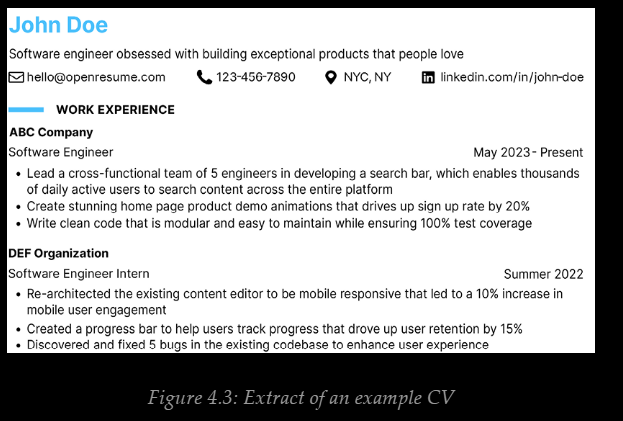 John Doe
Software engineer obsessed with building exceptional products that people love
hello@openresume.com 123-456-7890 NYC, NY linkedin.com/in/john-doe
WORK EXPERIENCE
ABC Company
Software Engineer May 2023 - Present
• Lead a cross-functional team of 5 engineers in developing a search bar, which enables thousands
of daily active users to search content across the entire platform
• Create stunning home page product demo animations that drives up sign up rate by 20%
• Write clean code that is modular and easy to maintain while ensuring 100% test coverage
DEF Organization
Software Engineer Intern Summer 2022
• Re-architected the existing content editor to be mobile responsive that led to a 10% increase in
mobile user engagement
• Created a progress bar to help users track progress that drove up user retention by 15%
• Discovered and fixed 5 bugs in the existing codebase to enhance user experience
Figure 4.3: Extract of an example CV